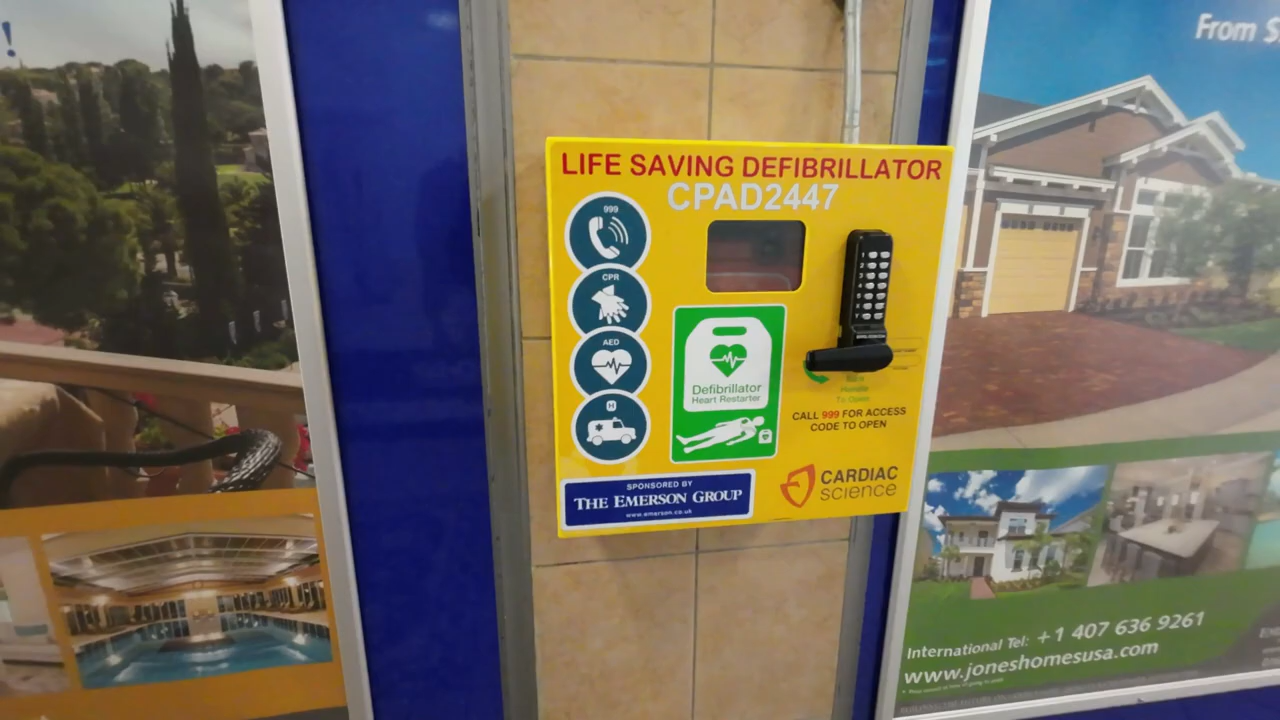 !
From $
LIFE SAVING DEFIBRILLATOR
CPAD2447
999
CPR
AED
H
Defibrillator
Heart Restarter
To Open
CALL 999 FOR ACCESS
CODE TO OPEN
SPONSORED BY
THE EMERSON GROUP
www.emerson.co.uk
CARDIAC
science
International Tel: +1 407 636 9261
www.joneshomesusa.com